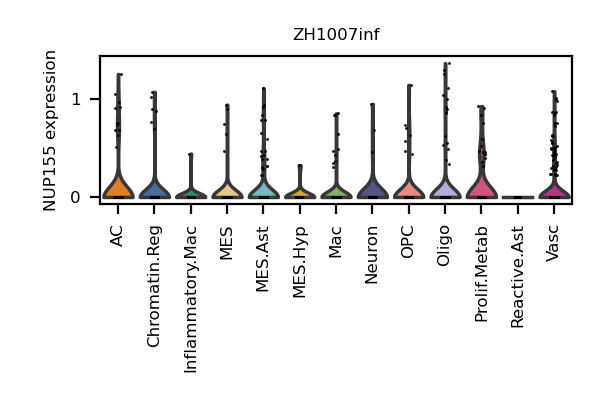 ZH1007inf
NUP155 expression
1
0
AC
Chromatin.Reg
Inflammatory.Mac
MES
MES.Ast
MES.Hyp
Mac
Neuron
OPC
Oligo
Prolif.Metab
Reactive.Ast
Vasc